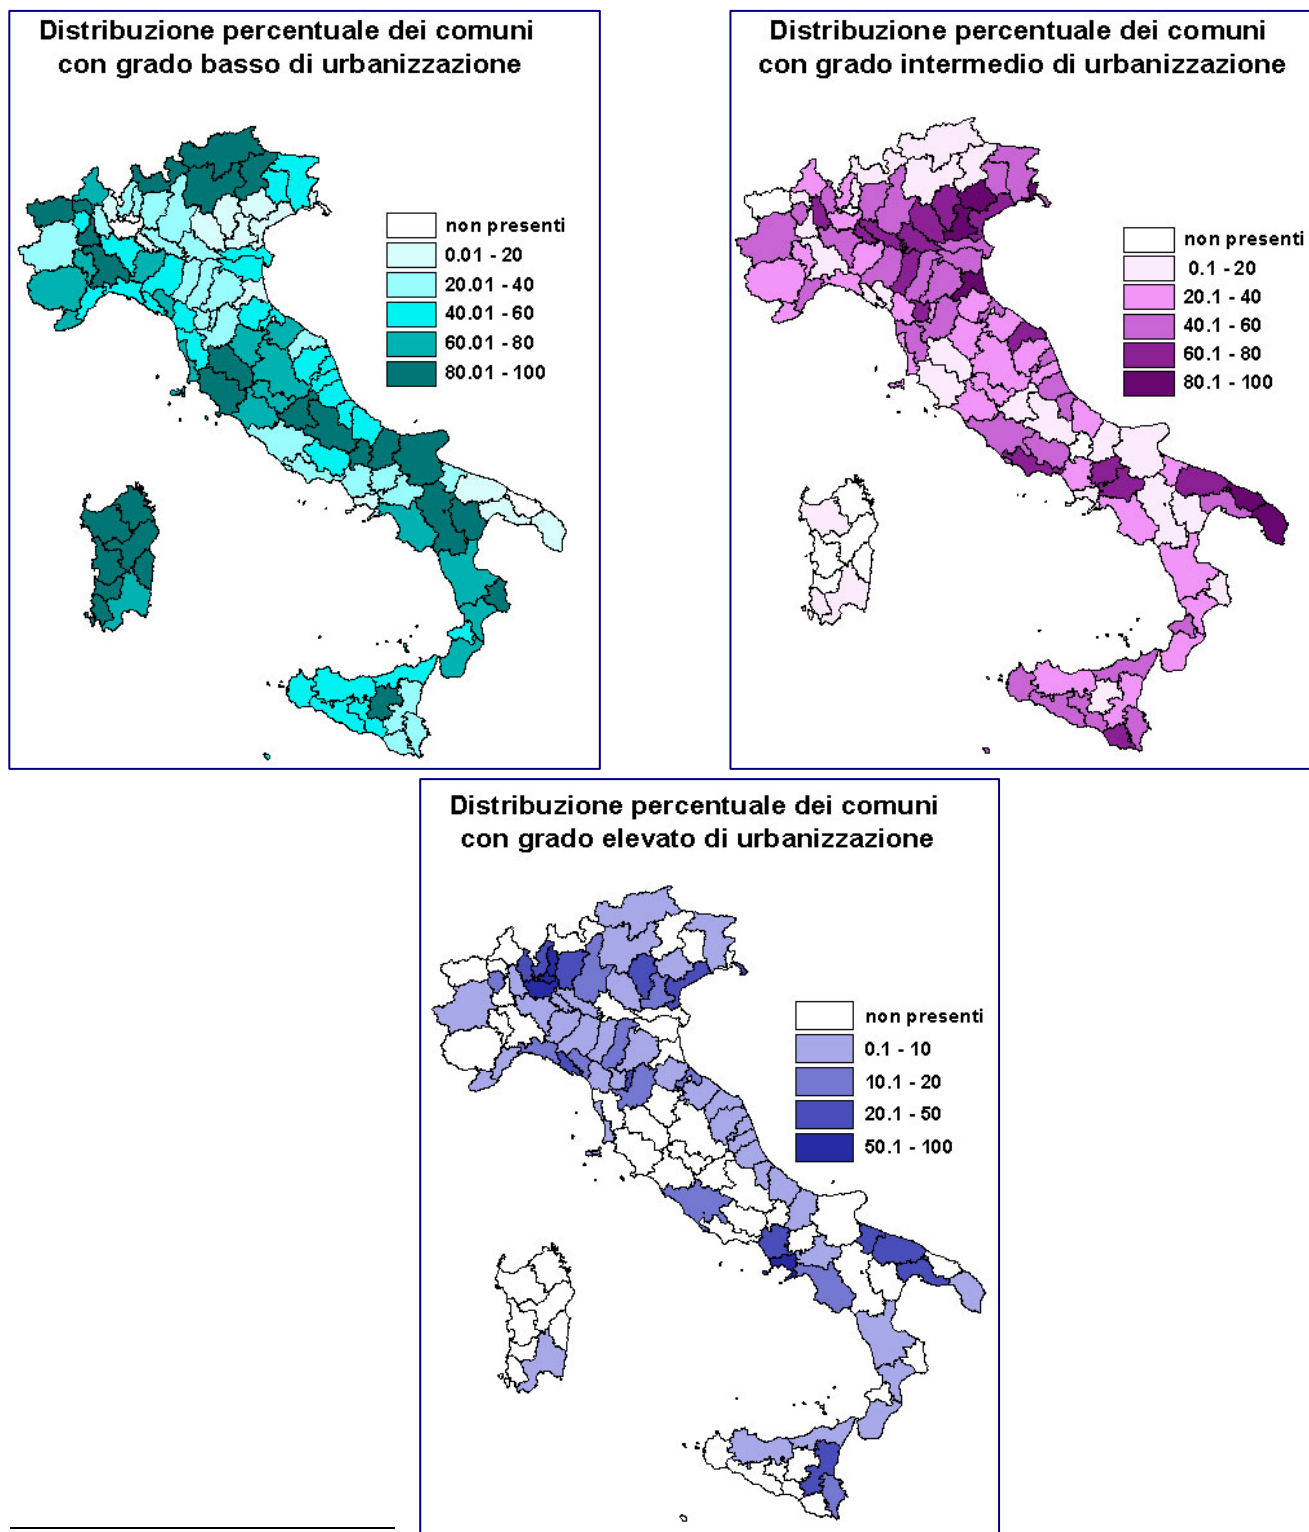 Distribuzione percentuale dei comuni
con grado basso di urbanizzazione
non presenti
0.01 - 20
20.01 - 40
40.01 - 60
60.01 - 80
80.01 - 100
Distribuzione percentuale dei comuni
con grado intermedio di urbanizzazione
non presenti
0.1 - 20
20.1 - 40
40.1 - 60
60.1 - 80
80.1 - 100
Distribuzione percentuale dei comuni
con grado elevato di urbanizzazione
non presenti
0.1 - 10
10.1 - 20
20.1 - 50
50.1 - 100